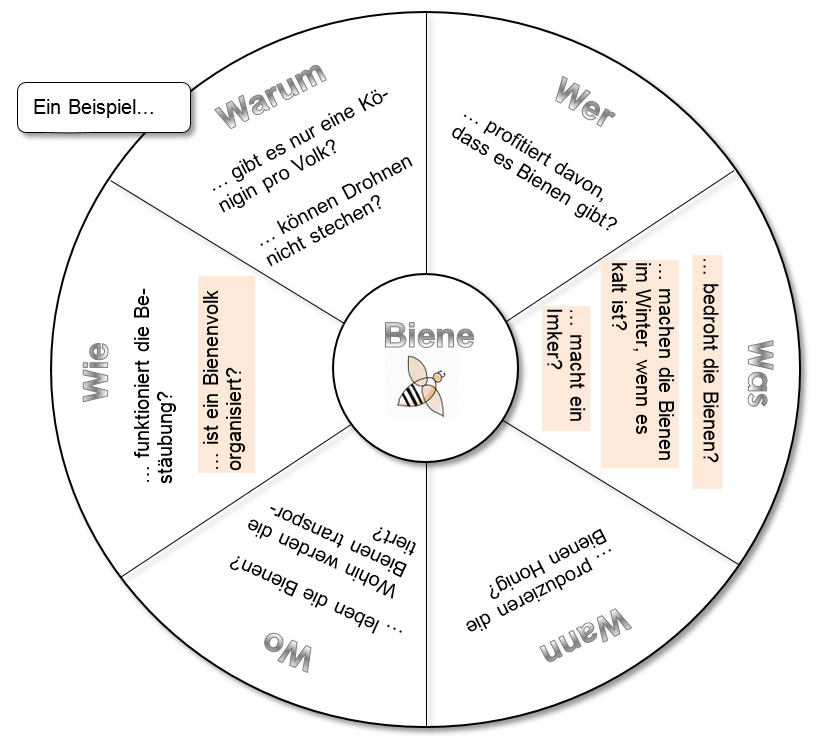 Ein Beispiel…
Warum
… gibt es nur eine Kö-
nigin pro Volk?
… können Drohnen
nicht stechen?
Wer
… profitiert davon,
dass es Bienen gibt?
Was
… bedroht die Bienen?
… machen die Bienen
im Winter, wenn es
kalt ist?
… macht ein
Imker?
Wann
… produzieren die
Bienen Honig?
Wo
… leben die Bienen?
Wohin werden die
Bienen transpor-
tiert?
Wie
… funktioniert die Be-
stäubung?
… ist ein Bienenvolk
organisiert?
Biene